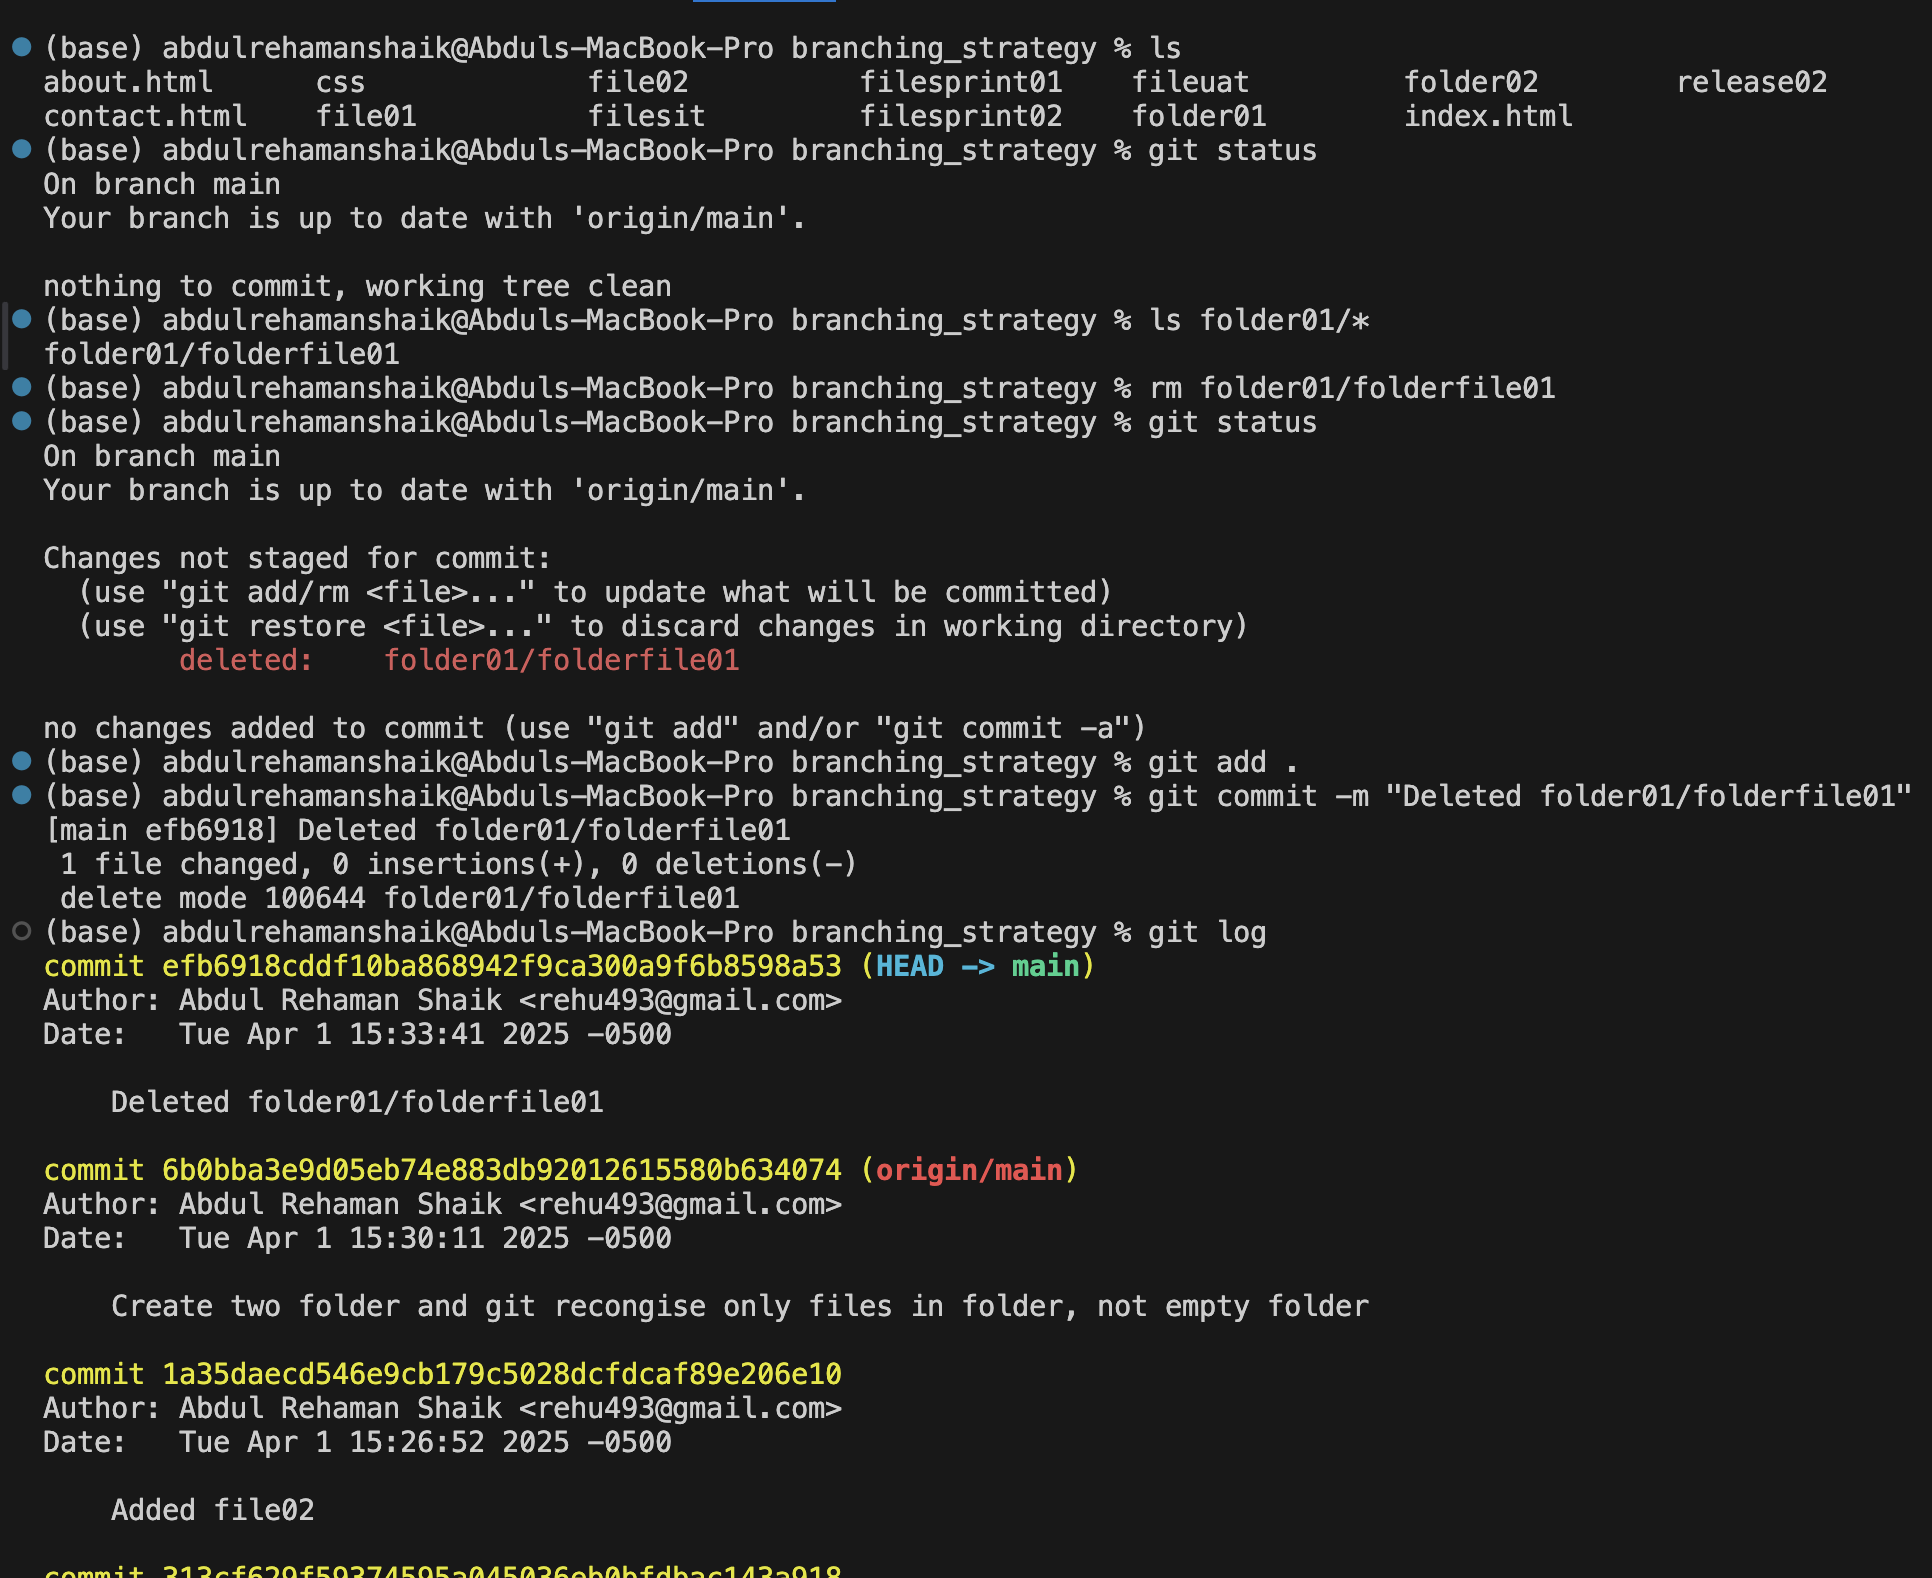 (base) abdulrehamanshaik@Abduls-MacBook-Pro branching_strategy % ls
about.html      css             file02          filesprint01    fileuat         folder02        release02
contact.html    file01          filesit         filesprint02    folder01        index.html
(base) abdulrehamanshaik@Abduls-MacBook-Pro branching_strategy % git status
On branch main
Your branch is up to date with 'origin/main'.
nothing to commit, working tree clean
(base) abdulrehamanshaik@Abduls-MacBook-Pro branching_strategy % ls folder01/*
folder01/folderfile01
(base) abdulrehamanshaik@Abduls-MacBook-Pro branching_strategy % rm folder01/folderfile01
(base) abdulrehamanshaik@Abduls-MacBook-Pro branching_strategy % git status
On branch main
Your branch is up to date with 'origin/main'.
Changes not staged for commit:
  (use "git add/rm <file>..." to update what will be committed)
  (use "git restore <file>..." to discard changes in working directory)
        deleted:    folder01/folderfile01
no changes added to commit (use "git add" and/or "git commit -a")
(base) abdulrehamanshaik@Abduls-MacBook-Pro branching_strategy % git add .
(base) abdulrehamanshaik@Abduls-MacBook-Pro branching_strategy % git commit -m "Deleted folder01/folderfile01"
[main efb6918] Deleted folder01/folderfile01
 1 file changed, 0 insertions(+), 0 deletions(-)
 delete mode 100644 folder01/folderfile01
(base) abdulrehamanshaik@Abduls-MacBook-Pro branching_strategy % git log
commit efb6918cddf10ba868942f9ca300a9f6b8598a53 (HEAD -> main)
Author: Abdul Rehaman Shaik <rehu493@gmail.com>
Date:   Tue Apr 1 15:33:41 2025 -0500
    Deleted folder01/folderfile01
commit 6b0bba3e9d05eb74e883db92012615580b634074 (origin/main)
Author: Abdul Rehaman Shaik <rehu493@gmail.com>
Date:   Tue Apr 1 15:30:11 2025 -0500
    Create two folder and git recongise only files in folder, not empty folder
commit 1a35daecd546e9cb179c5028dcfdcaf89e206e10
Author: Abdul Rehaman Shaik <rehu493@gmail.com>
Date:   Tue Apr 1 15:26:52 2025 -0500
    Added file02
commit